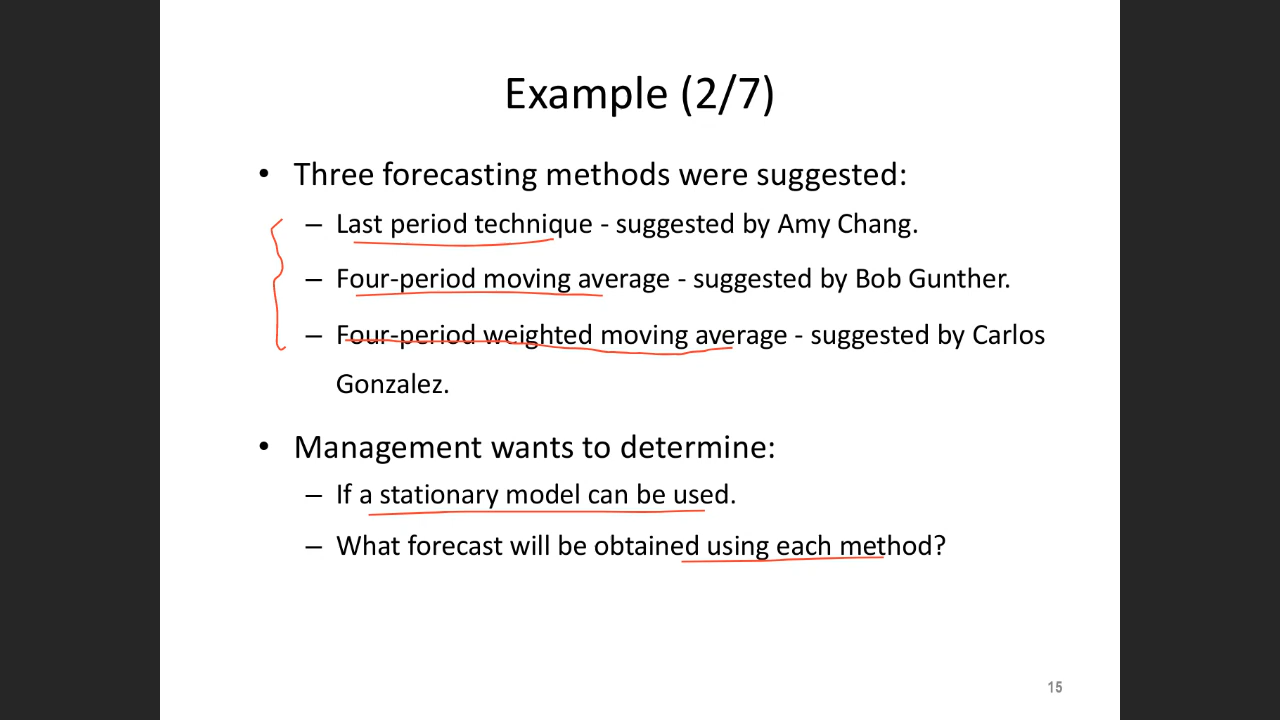 Example (2/7)
• Three forecasting methods were suggested:
– Last period technique - suggested by Amy Chang.
– Four-period moving average - suggested by Bob Gunther.
– Four-period weighted moving average - suggested by Carlos
Gonzalez.
• Management wants to determine:
– If a stationary model can be used.
– What forecast will be obtained using each method?
15